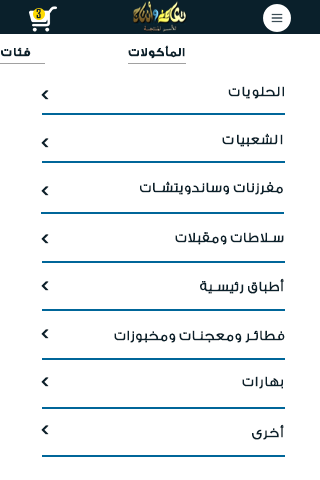 3
المأكولات
فئات
الحلويات
الشعبيات
مفرزنات وساندويتشات
سلاطات ومقبلات
أطباق رئيسية
فطائر ومعجنات ومخبوزات
بهارات
أخرى